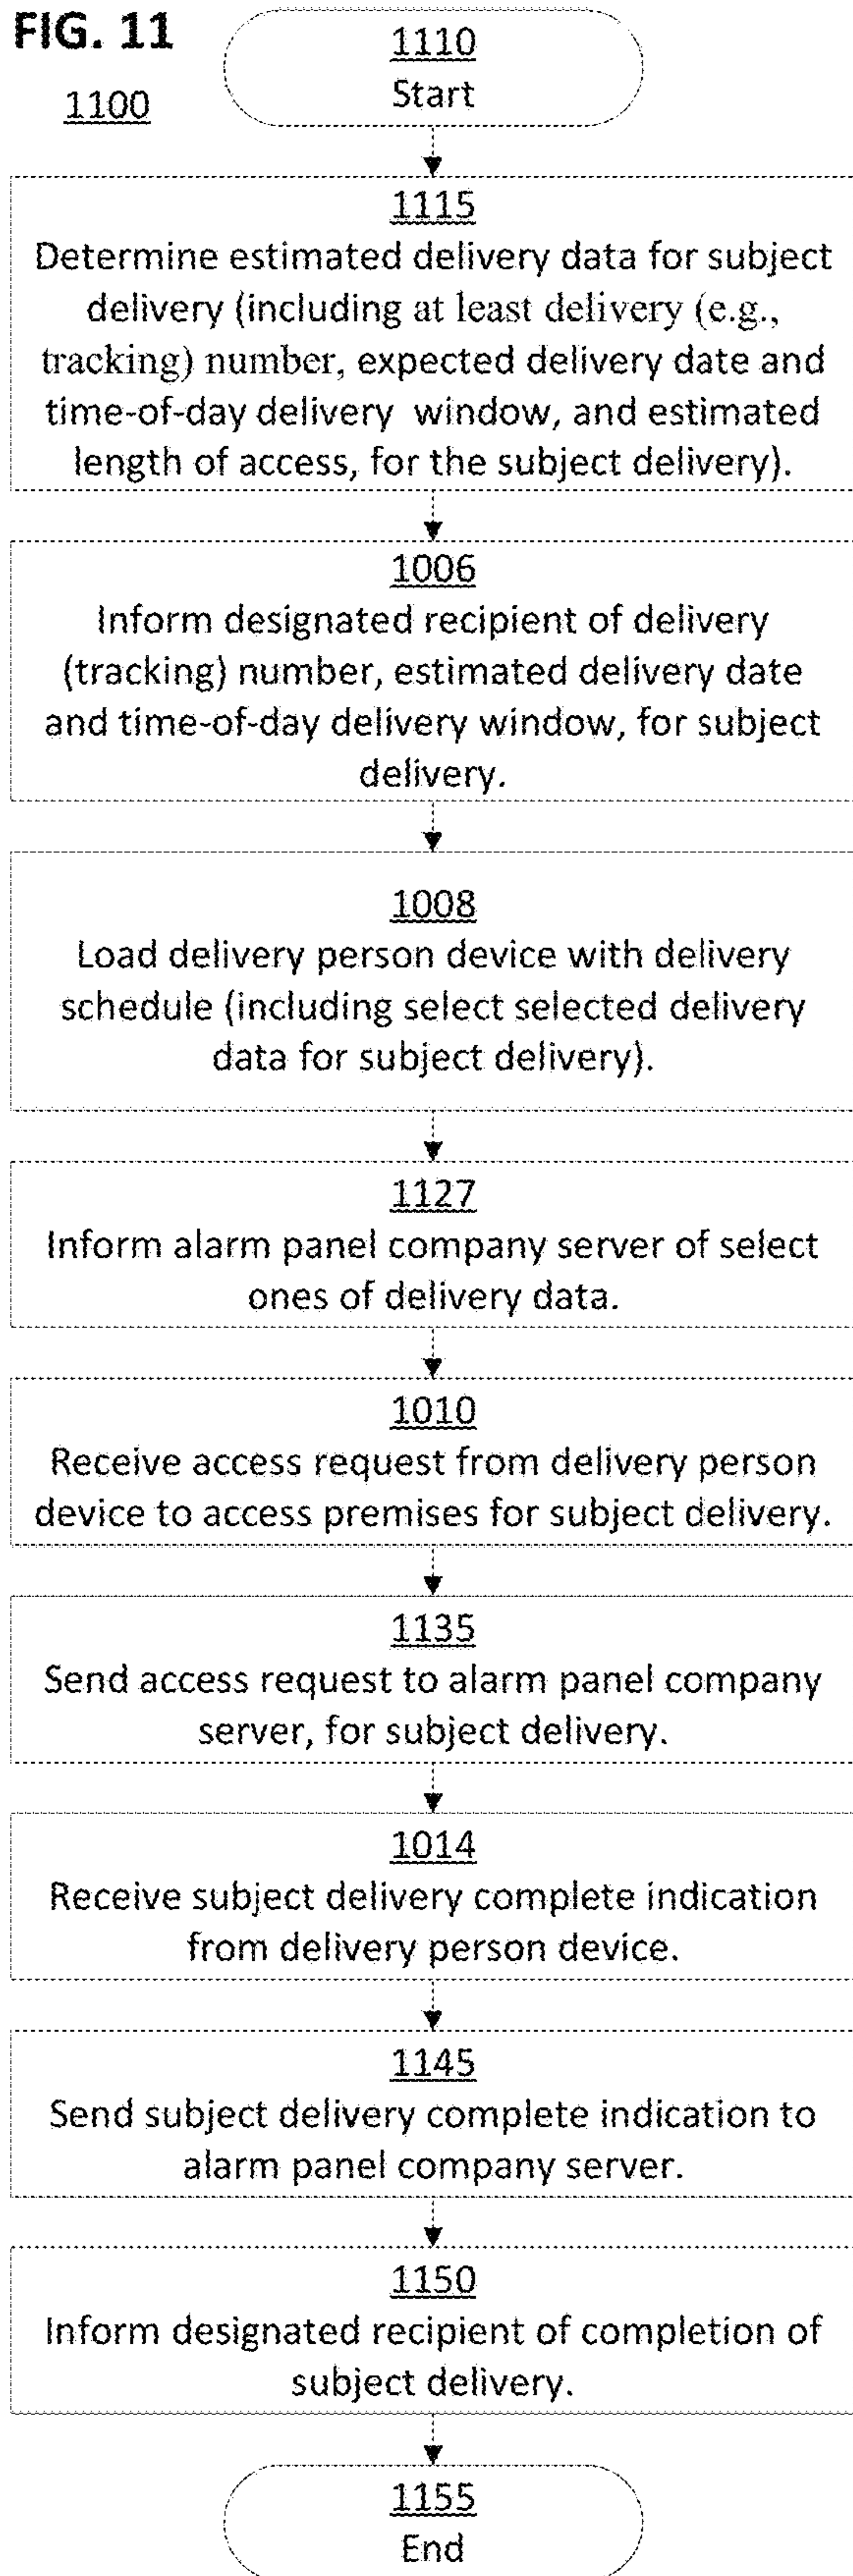 FIG. 11
1100
1110
Start
1115
Determine estimated delivery data for subject
delivery (including at least delivery (e.g.,
tracking) number, expected delivery date and
time-of-day delivery window, and estimated
length of access, for the subject delivery).
1006
Inform designated recipient of delivery
(tracking) number, estimated delivery date
and time-of-day delivery window, for subject
delivery.
1008
Load delivery person device with delivery
schedule (including select selected delivery
data for subject delivery).
1127
Inform alarm panel company server of select
ones of delivery data.
1010
Receive access request from delivery person
device to access premises for subject delivery.
1135
Send access request to alarm panel company
server, for subject delivery.
1014
Receive subject delivery complete indication
from delivery person device.
1145
Send subject delivery complete indication to
alarm panel company server.
1150
Inform designated recipient of completion of
subject delivery.
1155
End